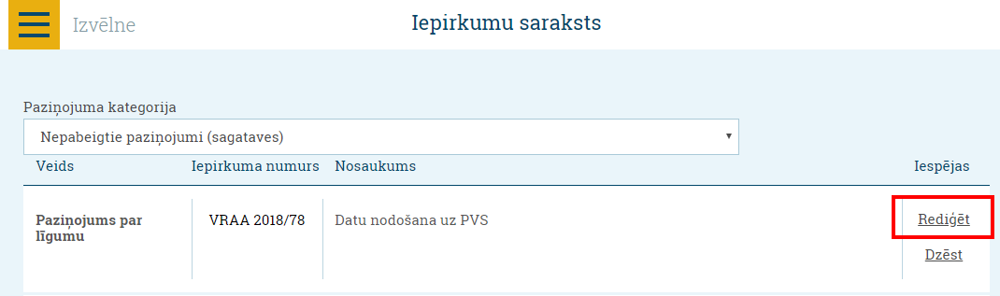 Izvēlne
Iepirkumu saraksts
Paziņojuma kategorija
Nepabeigtie paziņojumi (sagataves)
Veids Iepirkuma numurs Nosaukums Iespējas
Paziņojums par
līgumu
VRAA 2018/78
Datu nodošana uz PVS
Rediģēt
Dzēst